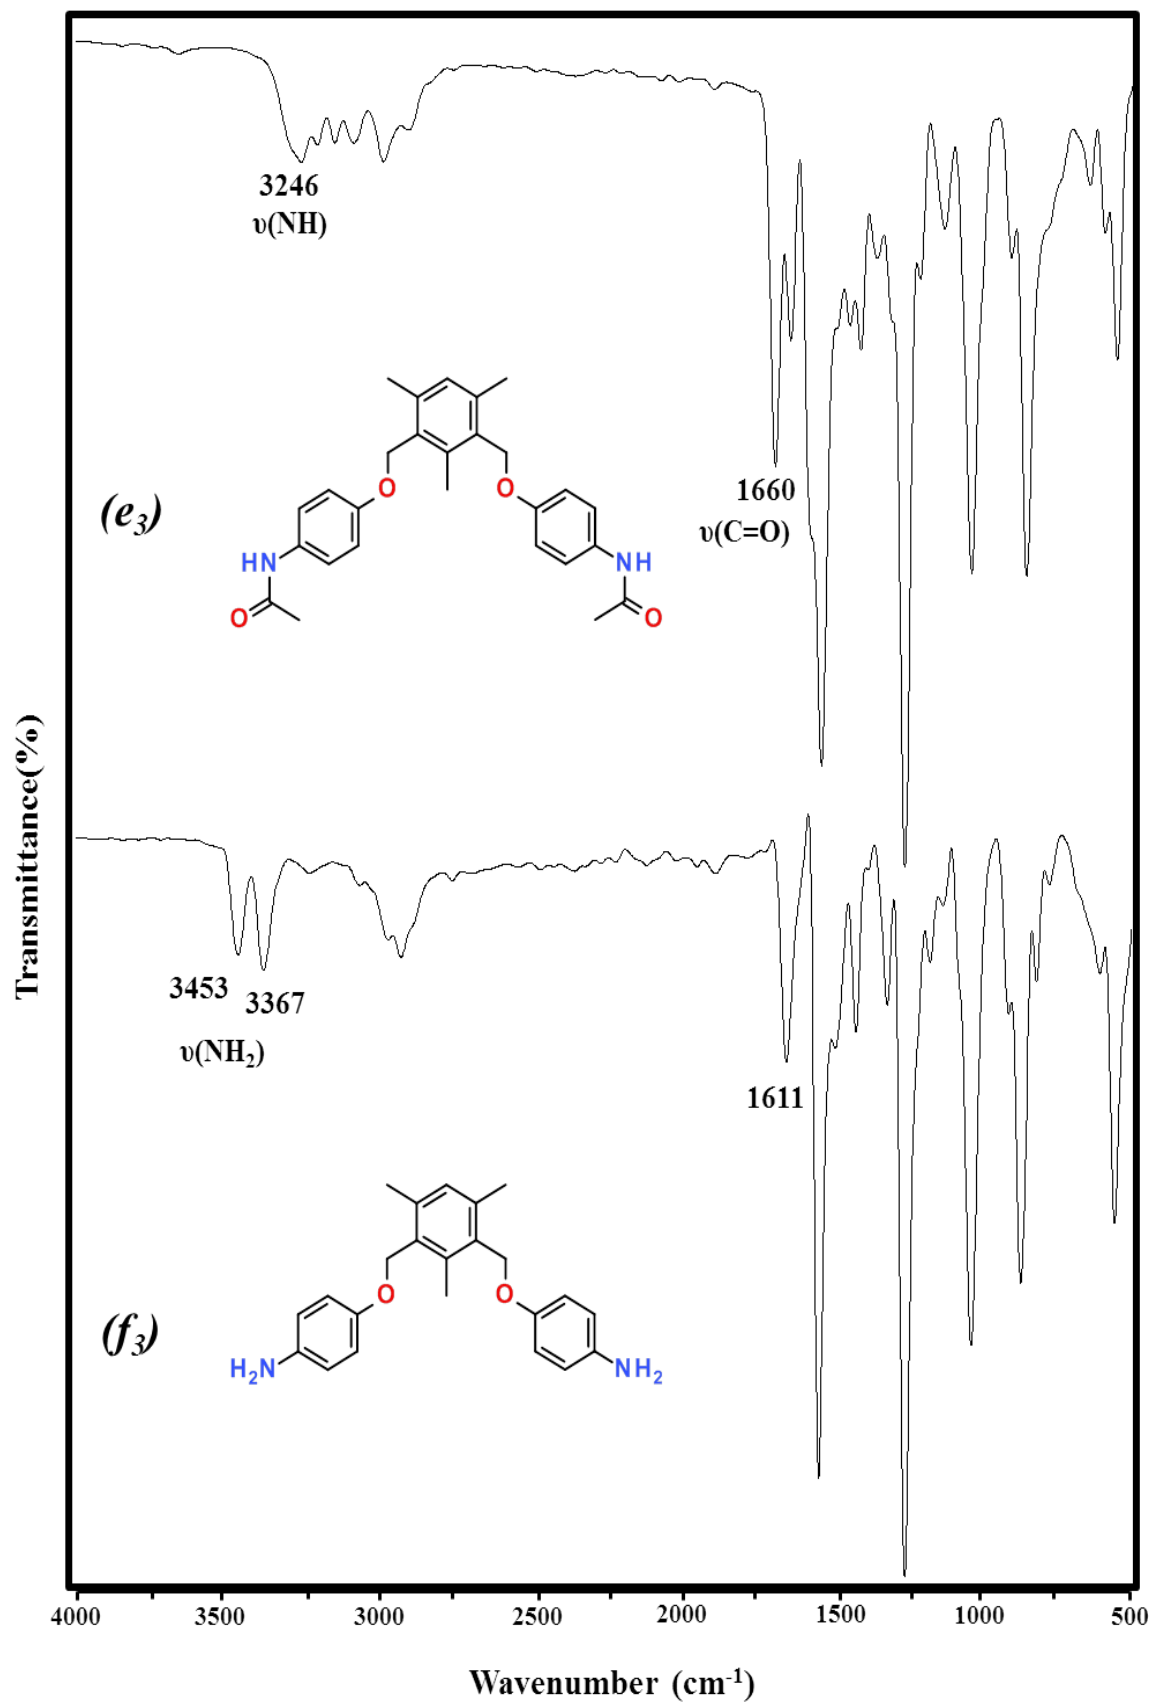 3246
υ(NH)
1660
υ(C=O)
(e₃)
O
O
HN
NH
O
O
Transmittance(%)
3453
3367
υ(NH₂)
1611
(f₃)
O
O
H₂N
NH₂
4000 3500 3000 2500 2000 1500 1000 500
Wavenumber (cm⁻¹)